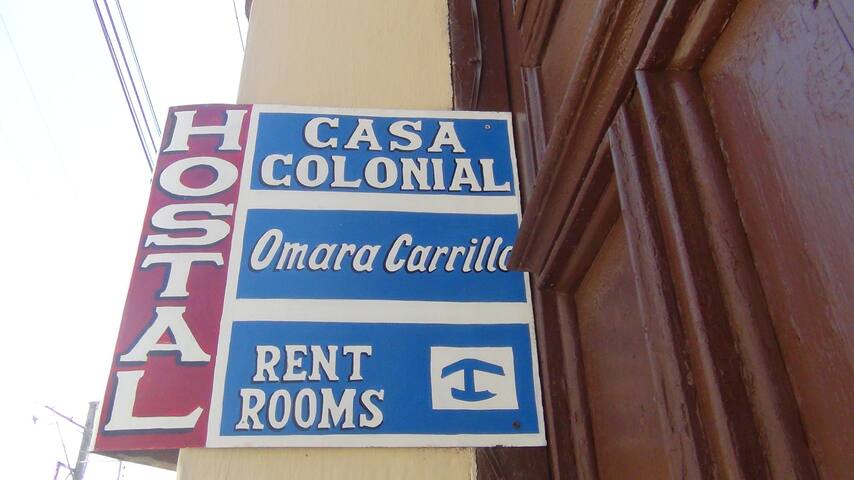 HOSTAL
CASA
COLONIAL
Omara Carrillo
RENT
ROOMS